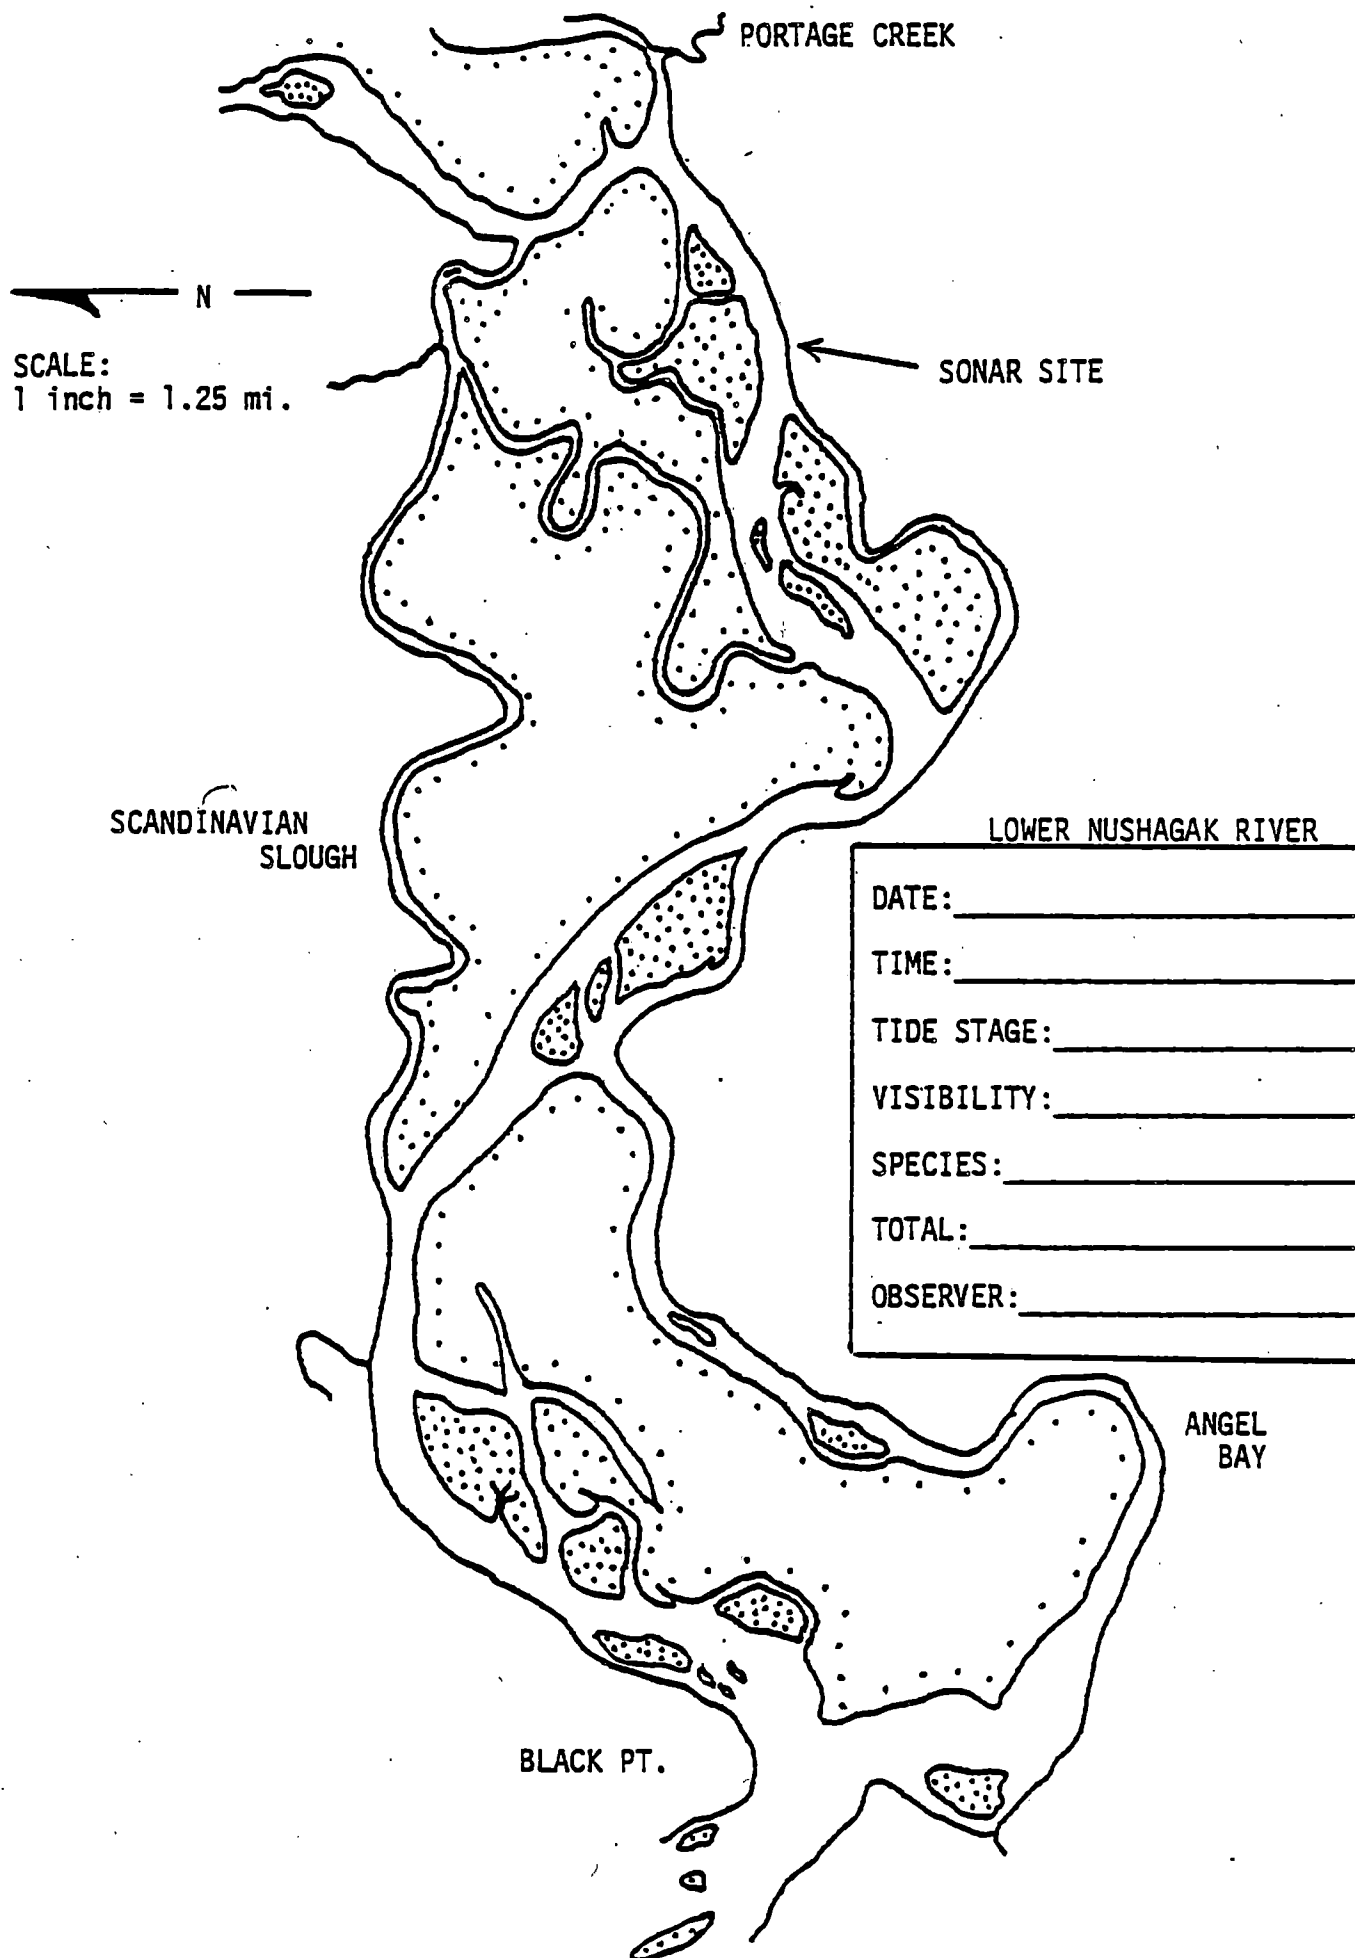 PORTAGE CREEK
N
SCALE:
1 inch = 1.25 mi.
SONAR SITE
SCANDINAVIAN
SLOUGH
LOWER NUSHAGAK RIVER
DATE:
TIME:
TIDE STAGE:
VISIBILITY:
SPECIES:
TOTAL:
OBSERVER:
ANGEL
BAY
BLACK PT.